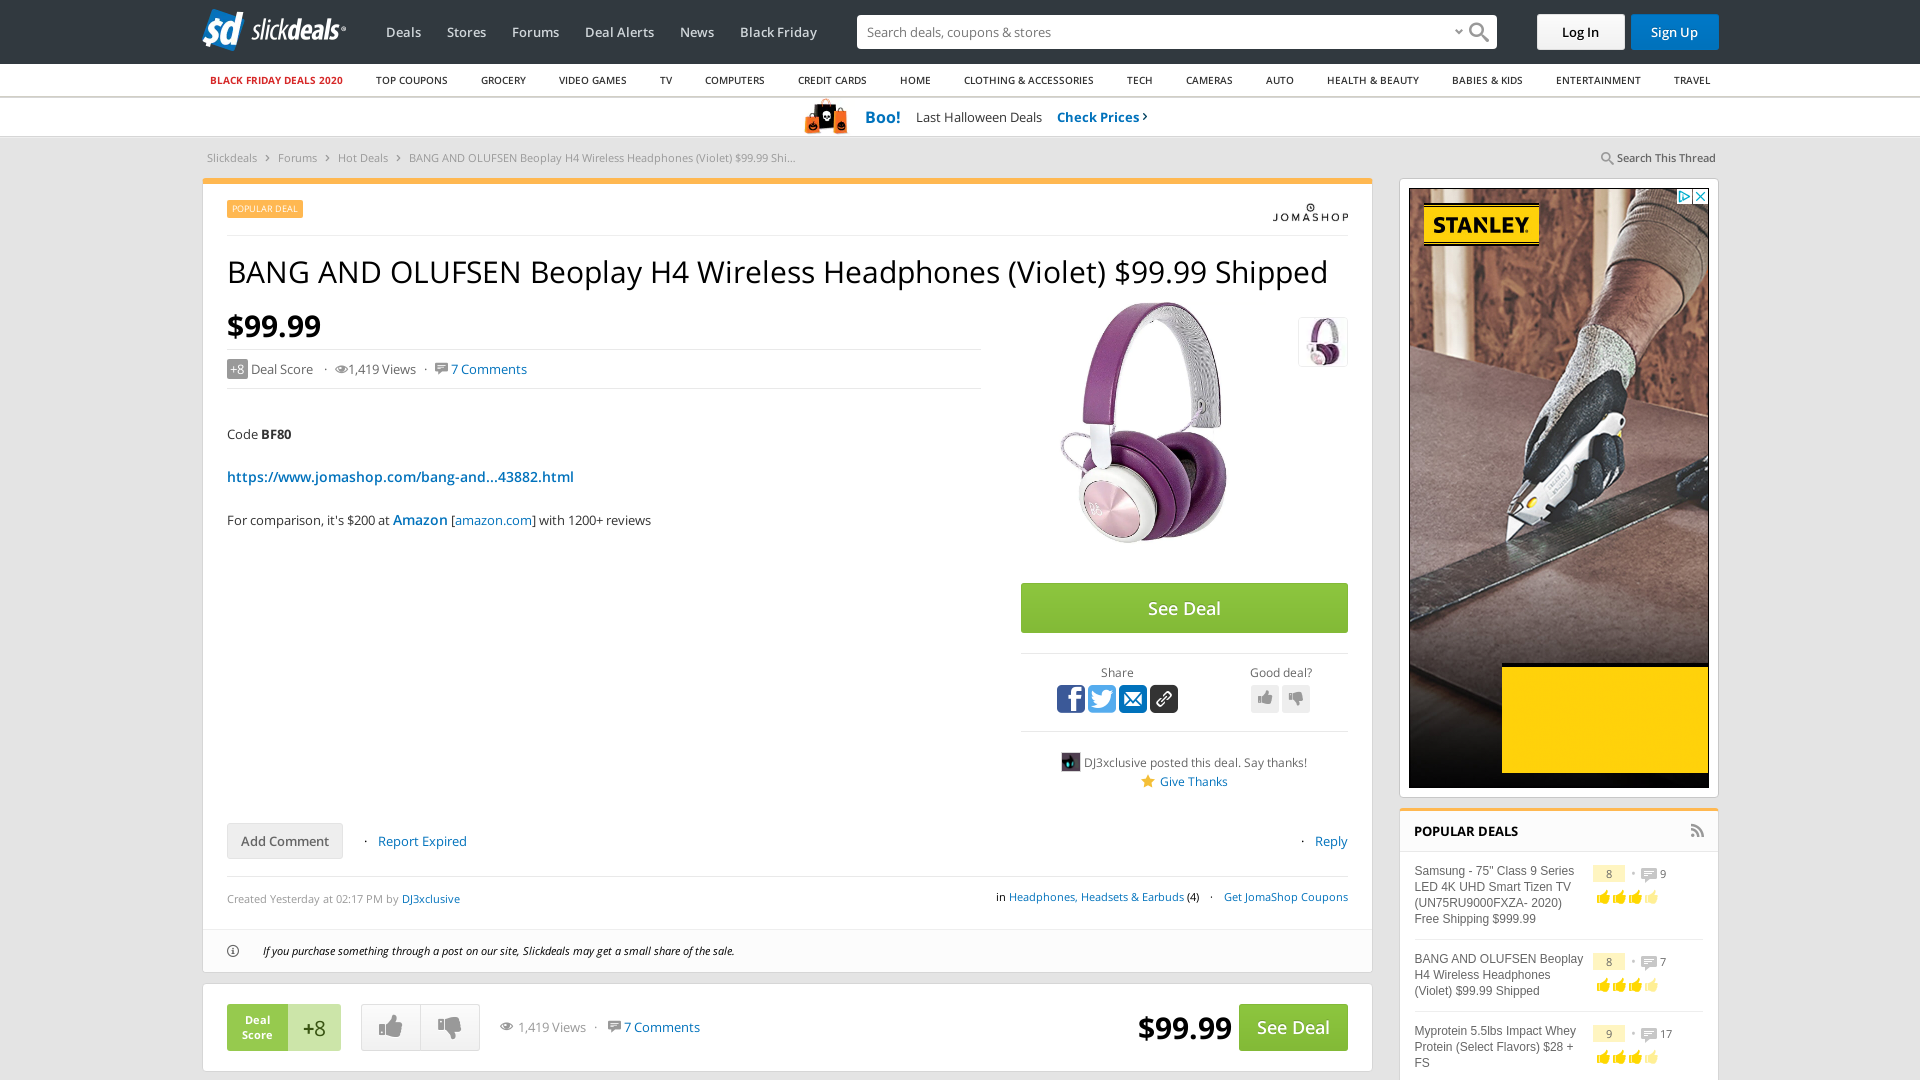 slickdeals
Deals Stores Forums Deal Alerts News Black Friday
Search deals, coupons & shops
Log In
Sign Up
BLACK FRIDAY DEALS 2020 TOP COUPONS GROCERY VIDEO GAMES TV COMPUTERS CREDIT CARDS HOME CLOTHING & ACCESSORIES TECH CAMERAS AUTO HEALTH & BEAUTY BABIES & KIDS ENTERTAINMENT TRAVEL
Boo! Last Halloween Deals Check Prices
Slickdeals › Forums › Hot Deals › BANG AND OLUFSEN Beoplay H4 Wireless Headphones (Violet) $99.99 Shi...
Search This Thread
POPULAR DEAL
JOMASHOP
BANG AND OLUFSEN Beoplay H4 Wireless Headphones (Violet) $99.99 Shipped
$99.99
+8 Deal Score · 1,419 Views · 7 Comments
Code BF80
https://www.jomashop.com/bang-and...43882.html
For comparison, it's $200 at Amazon [amazon.com] with 1200+ reviews
See Deal
Share
Good deal?
DJ3xclusive posted this deal. Say thanks!
Give Thanks
Add Comment · Report Expired
· Reply
Created Yesterday at 02:17 PM by DJ3xclusive
in Headphones, Headsets & Earbuds (4) · Get JomaShop Coupons
If you purchase something through a post on our site, Slickdeals may get a small share of the sale.
Deal
Score
+8
1,419 Views · 7 Comments
$99.99
See Deal
STANLEY
POPULAR DEALS
Samsung - 75" Class 9 Series
LED 4K UHD Smart Tizen TV
(UN75RU9000FXZA- 2020)
Free Shipping $999.99
8 • 9
BANG AND OLUFSEN Beoplay
H4 Wireless Headphones
(Violet) $99.99 Shipped
8 • 7
Myprotein 5.5lbs Impact Whey
Protein (Select Flavors) $28 +
FS
9 • 17